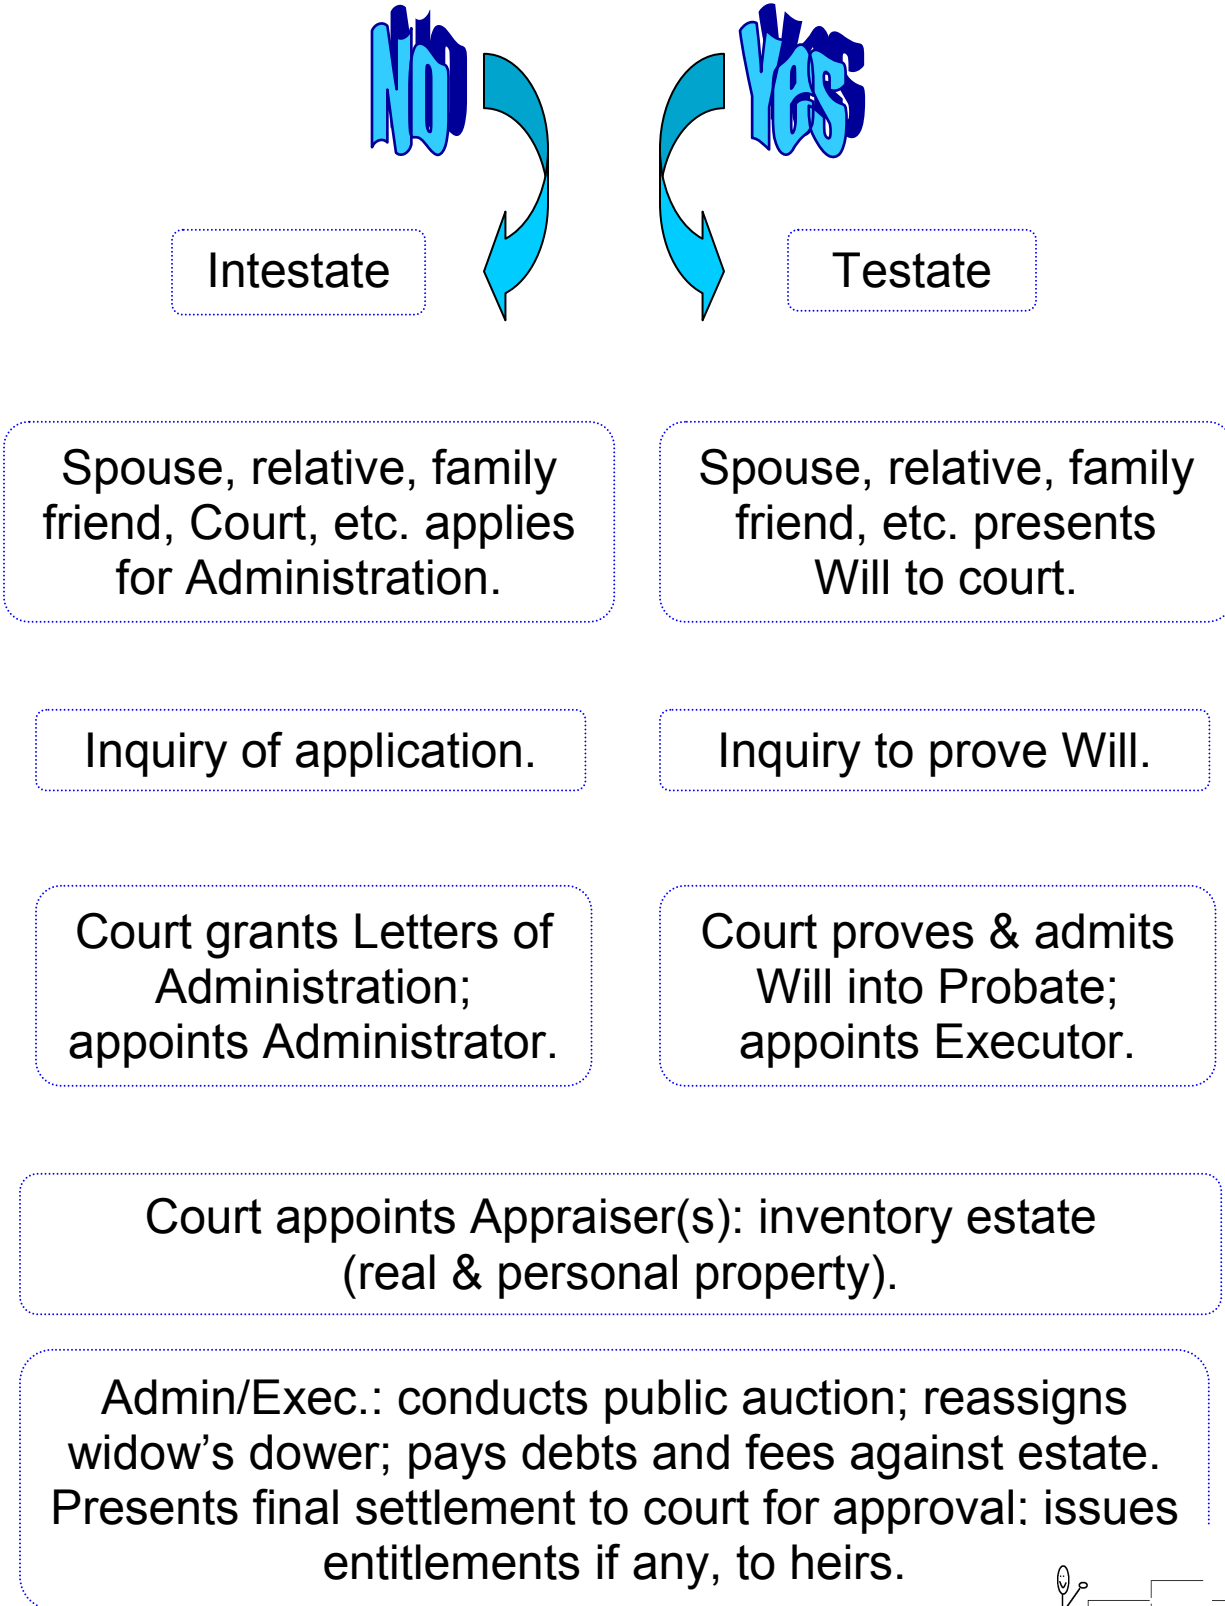 No
Yes
Intestate
Testate
Spouse, relative, family
friend, Court, etc. applies
for Administration.
Spouse, relative, family
friend, etc. presents
Will to court.
Inquiry of application.
Inquiry to prove Will.
Court grants Letters of
Administration;
appoints Administrator.
Court proves & admits
Will into Probate;
appoints Executor.
Court appoints Appraiser(s): inventory estate
(real & personal property).
Admin/Exec.: conducts public auction; reassigns
widow’s dower; pays debts and fees against estate.
Presents final settlement to court for approval: issues
entitlements if any, to heirs.